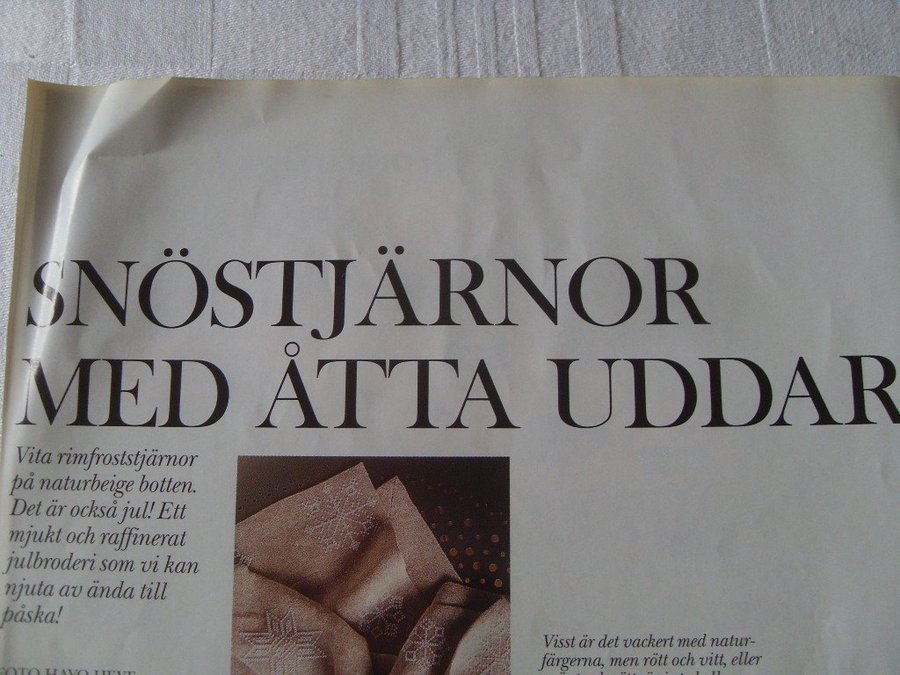 SNÖSTJÄRNOR
MED ÅTTA UDDAR
Vita rimfroststjärnor
på naturbeige botten.
Det är också jul! Ett
mjukt och raffinerat
julbroderi som vi kan
njuta av ända till
påska!
Visst är det vackert med natur-
färgerna, men rött och vitt, eller